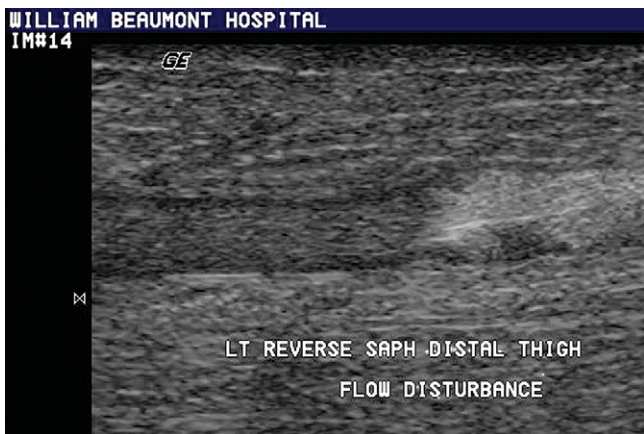 WILLIAM BEAUMONT HOSPITAL
IM#14
GE
LT REVERSE SAPH DISTAL THIGH
FLOW DISTURBANCE